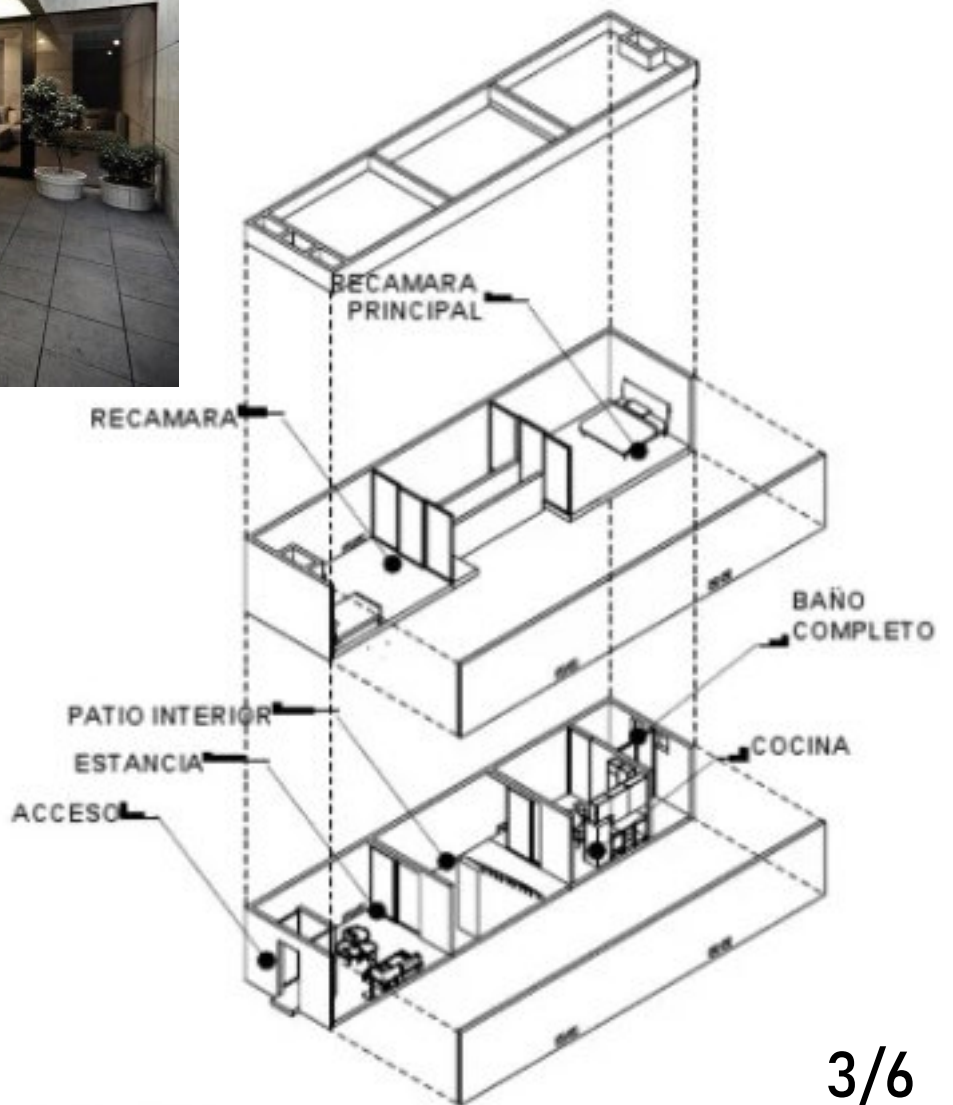 RECAMARA
PRINCIPAL
RECAMARA
BAÑO
COMPLETO
PATIO INTERIOR
COCINA
ESTANCIA
ACCESO
3/6